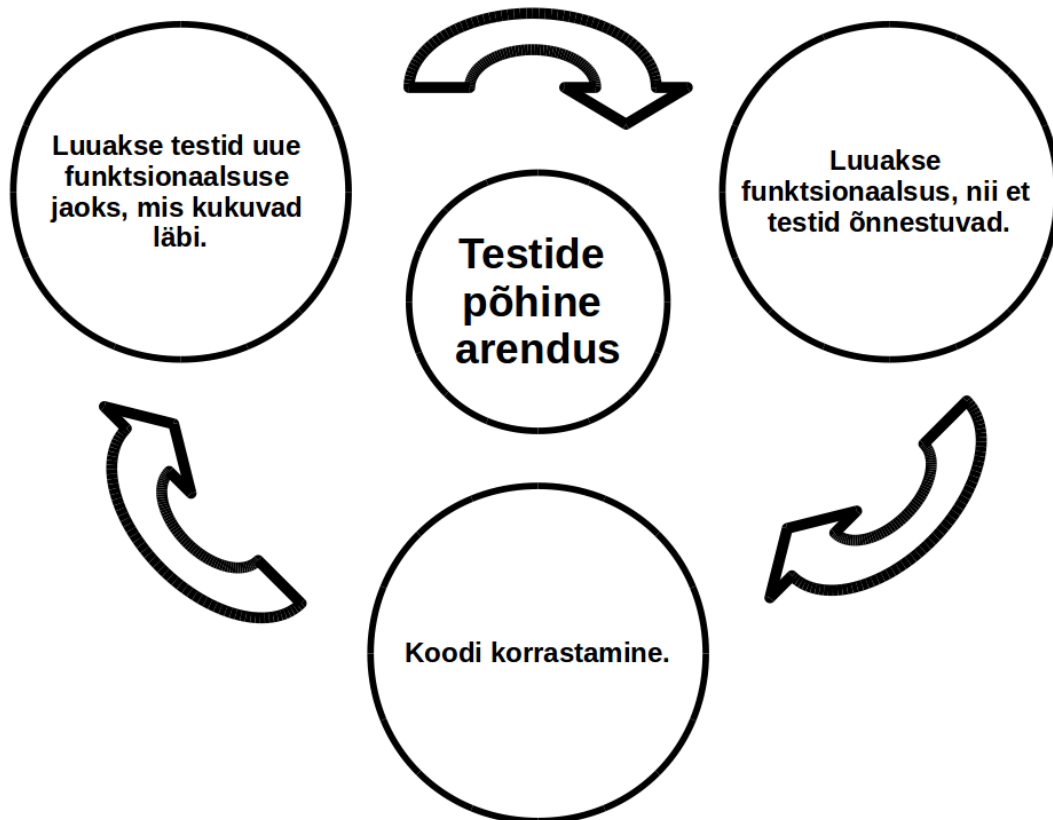 Luuakse testid uue
funktsionaalsuse
jaoks, mis kukuvad
läbi.
Luuakse
funktsionaalsus, nii et
testid õnnestuvad.
Testide
põhine
arendus
Koodi korrastamine.